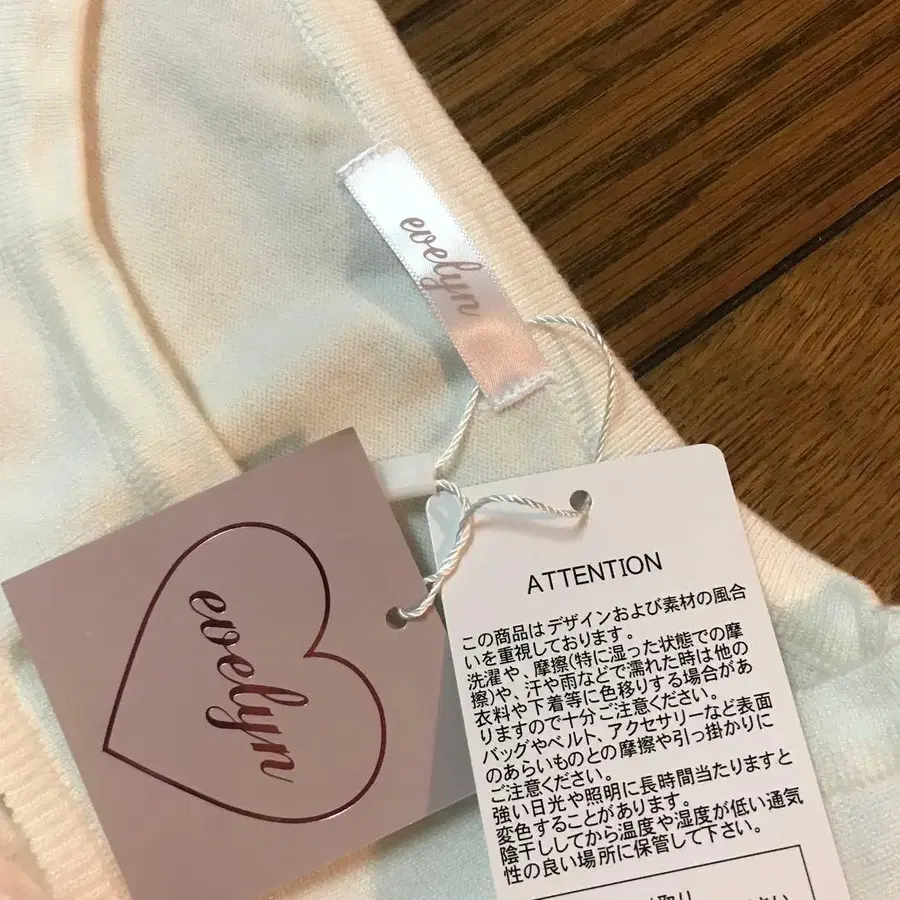 evelyn
evelyn
ATTENTION
この商品はデザインおよび素材の風合
いを重視しております。
洗濯や、摩擦(特に湿った状態での摩
擦)や、汗や雨などで濡れた時は他の
衣料や下着等に色移りする場合があ
りますので十分ご注意ください。
バッグやベルト、アクセサリーなど表面
のあらいものとの摩擦や引っ掛かりに
ご注意ください。
強い日光や照明に長時間当たりますと
変色することがあります。
陰干ししてから温度や湿度が低い通気
性の良い場所に保管して下さい。
取り